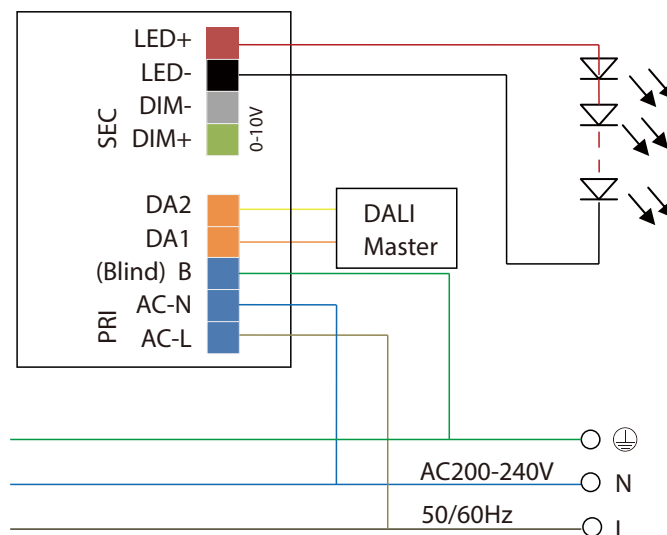 LED+
LED-
DIM-
DIM+
SEC
0-10V
DA2
DA1
(Blind) B
AC-N
AC-L
PRI
DALI
Master
AC200-240V
N
50/60Hz